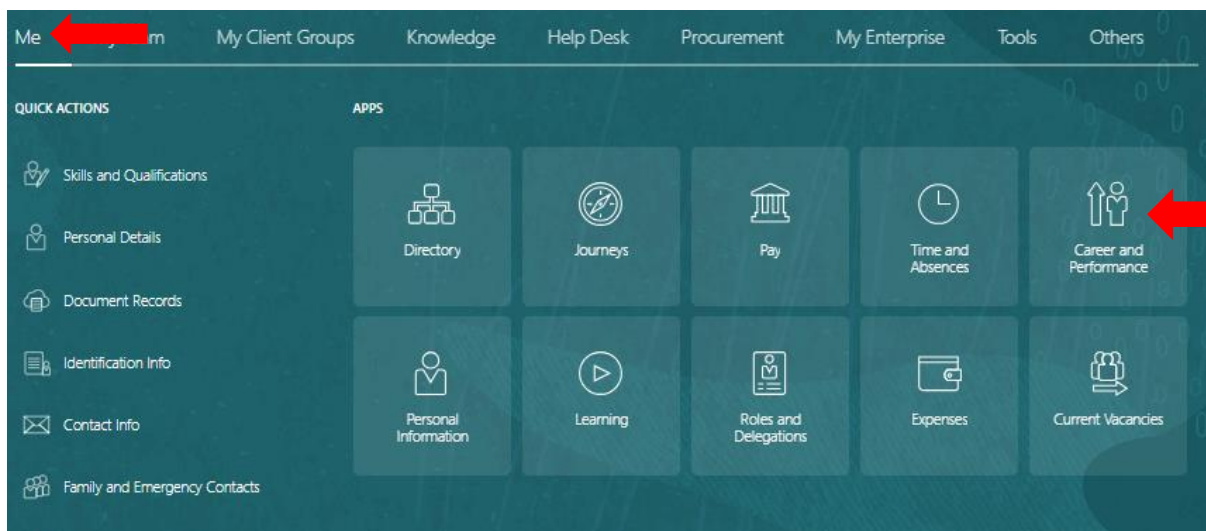 Me
My Client Groups
Knowledge
Help Desk
Procurement
My Enterprise
Tools
Others
QUICK ACTIONS
APPS
Skills and Qualifications
Personal Details
Document Records
Identification Info
Contact Info
Family and Emergency Contacts
Directory
Journeys
Pay
Time and
Absences
Career and
Performance
Personal
Information
Learning
Roles and
Delegations
Expenses
Current Vacancies